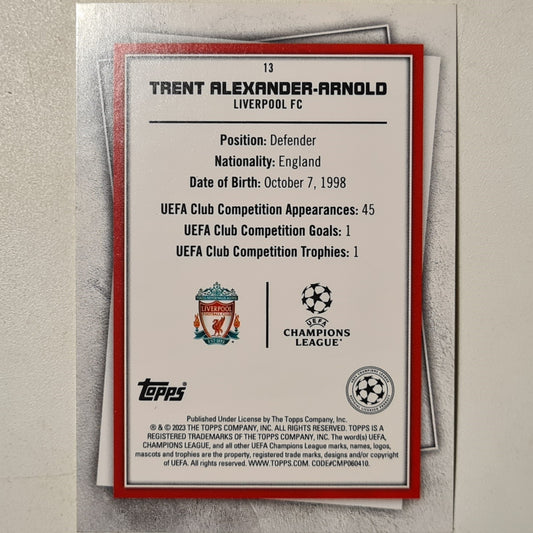 13
TRENT ALEXANDER-ARNOLD
LIVERPOOL FC
Position: Defender
Nationality: England
Date of Birth: October 7, 1998
UEFA Club Competition Appearances: 45
UEFA Club Competition Goals: 1
UEFA Club Competition Trophies: 1
LIVERPOOL
UEFA
CHAMPIONS
LEAGUE
Topps
Published Under License by The Topps Company, Inc.
® & © 2023 THE TOPPS COMPANY, INC. ALL RIGHTS RESERVED. TOPPS IS A
REGISTERED TRADEMARKS OF THE TOPPS COMPANY, INC. The word(s) UEFA,
CHAMPIONS LEAGUE, and all other UEFA Champions League marks, names, logos,
mascots and trophies are the property, registered trade marks, designs and/or copyright
of UEFA. All rights reserved. WWW.TOPPS.COM. CODE#CMP060410.